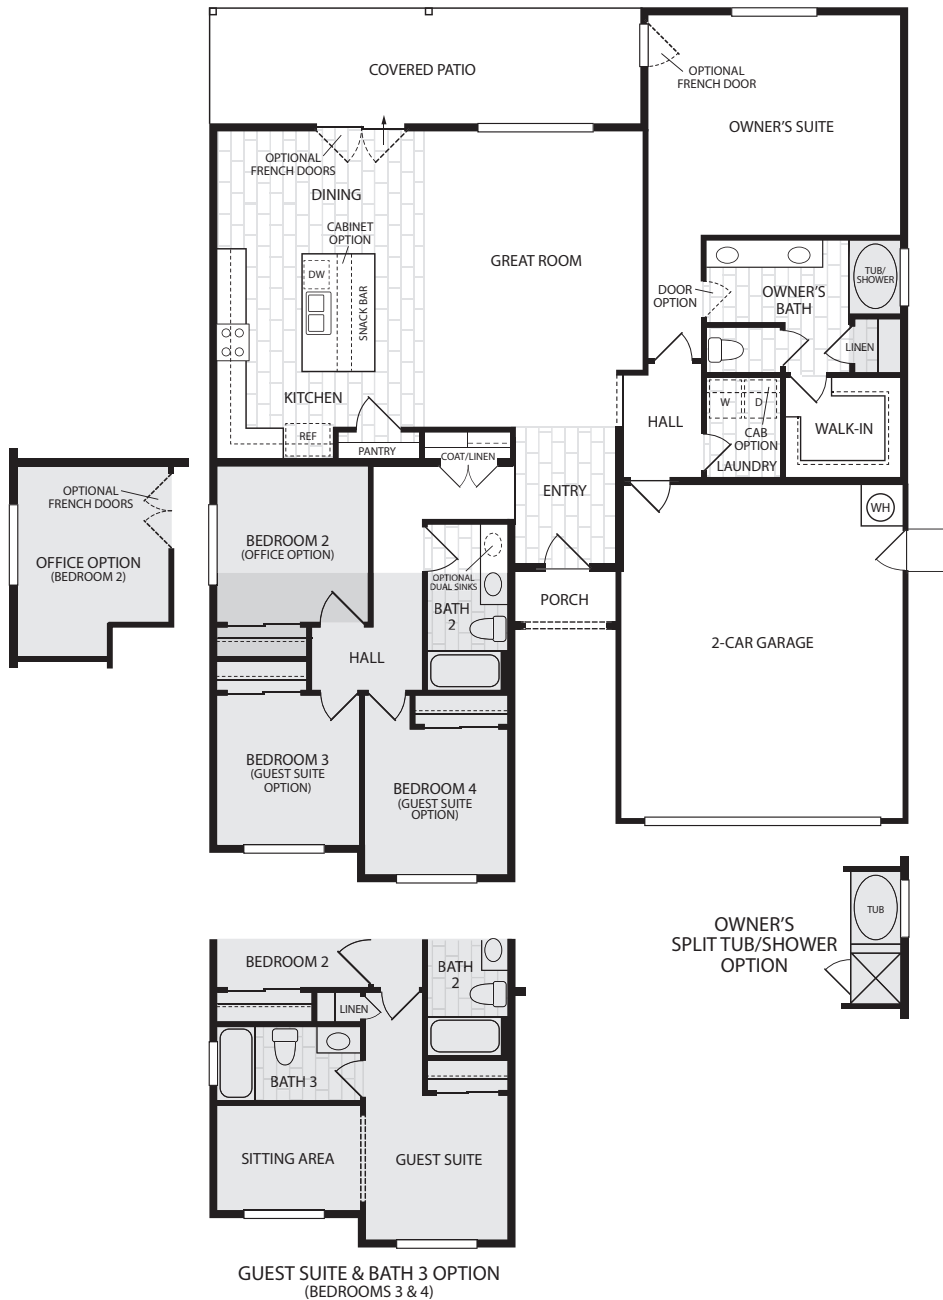 COVERED PATIO
OPTIONAL
FRENCH DOOR
OWNER'S SUITE
OPTIONAL
FRENCH DOORS
DINING
CABINET
OPTION
DW
SNACK BAR
GREAT ROOM
DOOR
OPTION
OWNER'S
BATH
TUB/
SHOWER
LINEN
KITCHEN
REF
PANTRY
COAT/LINEN
HALL
W
D
CAB
OPTION
LAUNDRY
WALK-IN
ENTRY
WH
OPTIONAL
FRENCH DOORS
OFFICE OPTION
(BEDROOM 2)
BEDROOM 2
(OFFICE OPTION)
OPTIONAL
DUAL SINKS
BATH
2
PORCH
2-CAR GARAGE
HALL
BEDROOM 3
(GUEST SUITE
OPTION)
BEDROOM 4
(GUEST SUITE
OPTION)
OWNER'S
SPLIT TUB/SHOWER
OPTION
TUB
BEDROOM 2
BATH
2
LINEN
BATH 3
SITTING AREA
GUEST SUITE
GUEST SUITE & BATH 3 OPTION
(BEDROOMS 3 & 4)